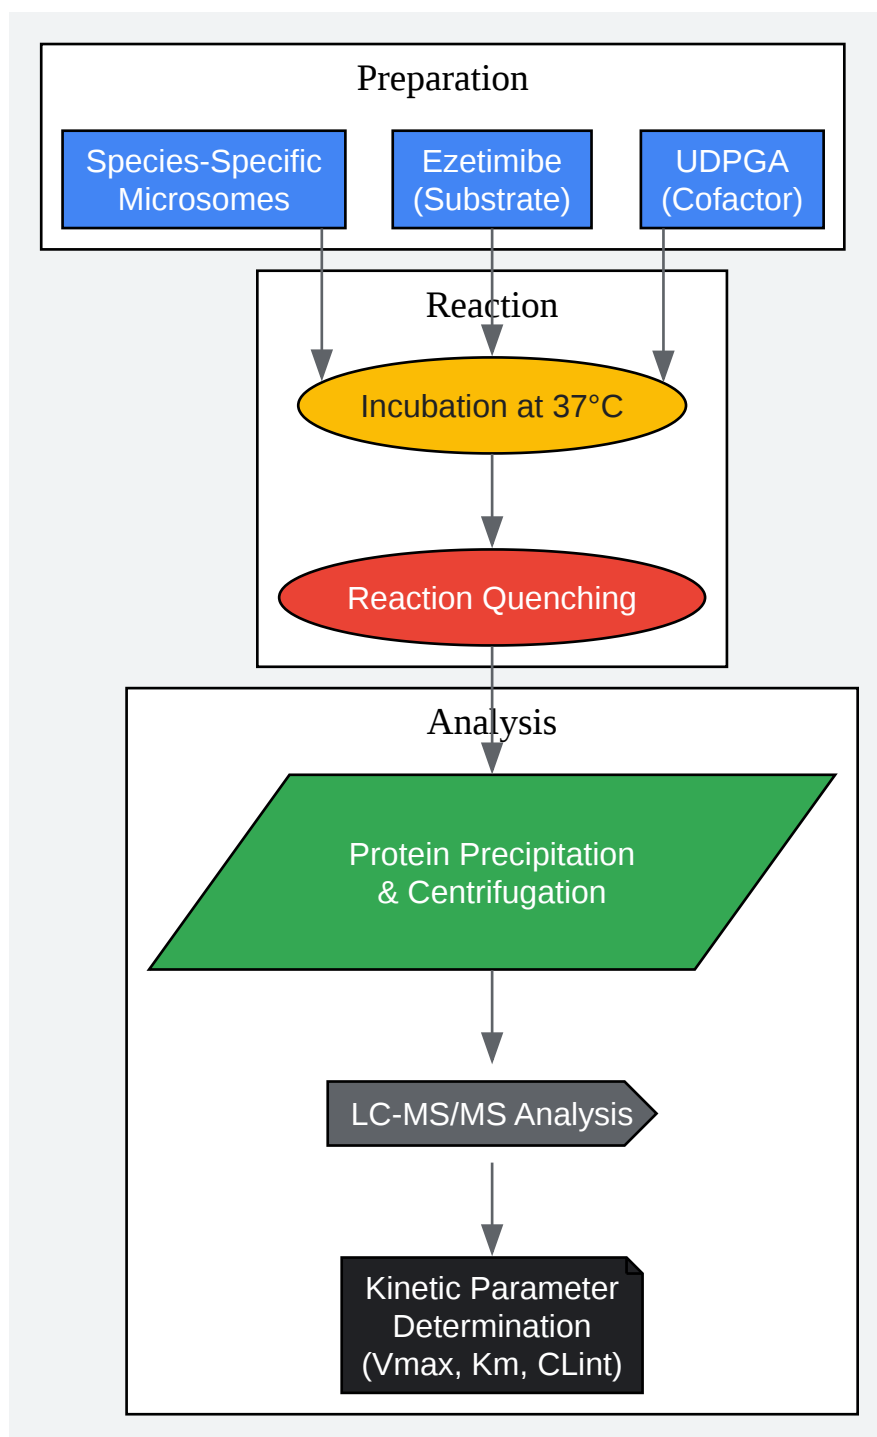 Preparation
Species-Specific
Microsomes
Ezetimibe
(Substrate)
UDPGA
(Cofactor)
Reaction
Incubation at 37°C
Reaction Quenching
Analysis
Protein Precipitation
& Centrifugation
LC-MS/MS Analysis
Kinetic Parameter
Determination
(Vmax, Km, CLint)